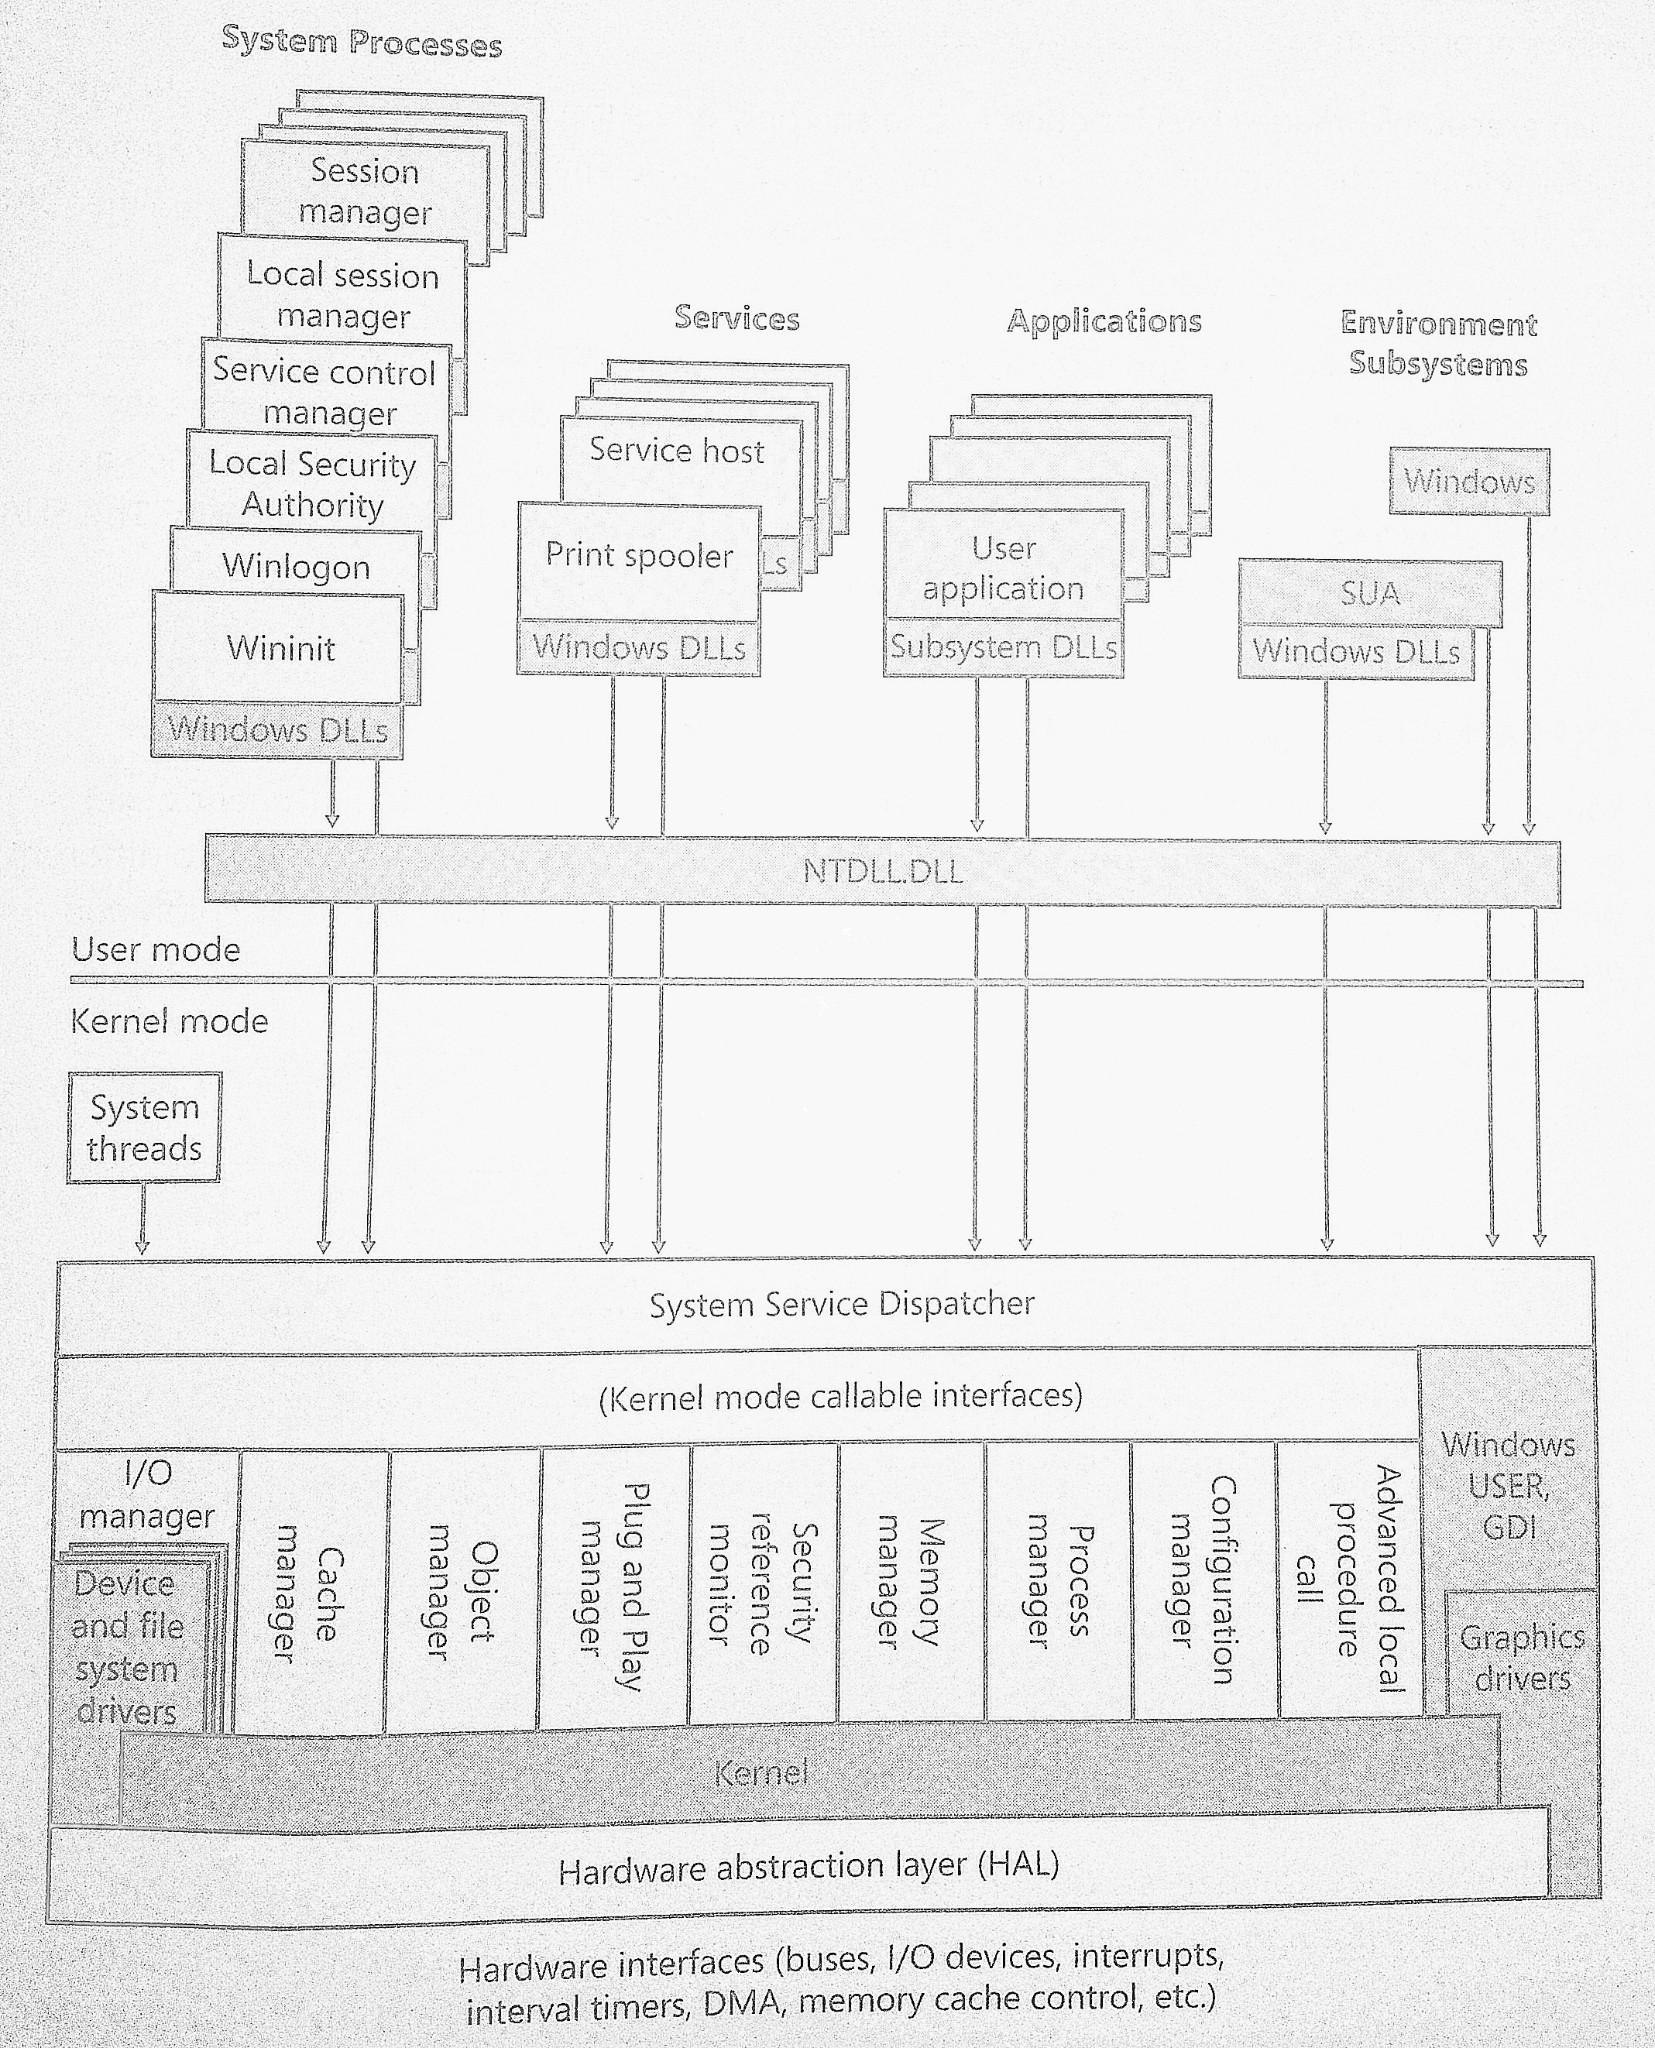 System Processes
Session
manager
Local session
manager
Service control
manager
Local Security
Authority
Winlogon
Wininit
Windows DLLs
Services
Service host
Ls
Print spooler
Windows DLLs
Applications
User
application
Subsystem DLLs
Environment
Subsystems
Windows
SUA
Windows DLLs
NTDLL.DLL
User mode
Kernel mode
System
threads
System Service Dispatcher
(Kernel mode callable interfaces)
I/O
manager
Device
and file
system
drivers
Cache
manager
Object
manager
Plug and Play
manager
Security
reference
monitor
Memory
manager
Process
manager
Configuration
manager
Advanced local
procedure
call
Windows
USER,
GDI
Graphics
drivers
Kernel
Hardware abstraction layer (HAL)
Hardware interfaces (buses, I/O devices, interrupts,
interval timers, DMA, memory cache control, etc.)